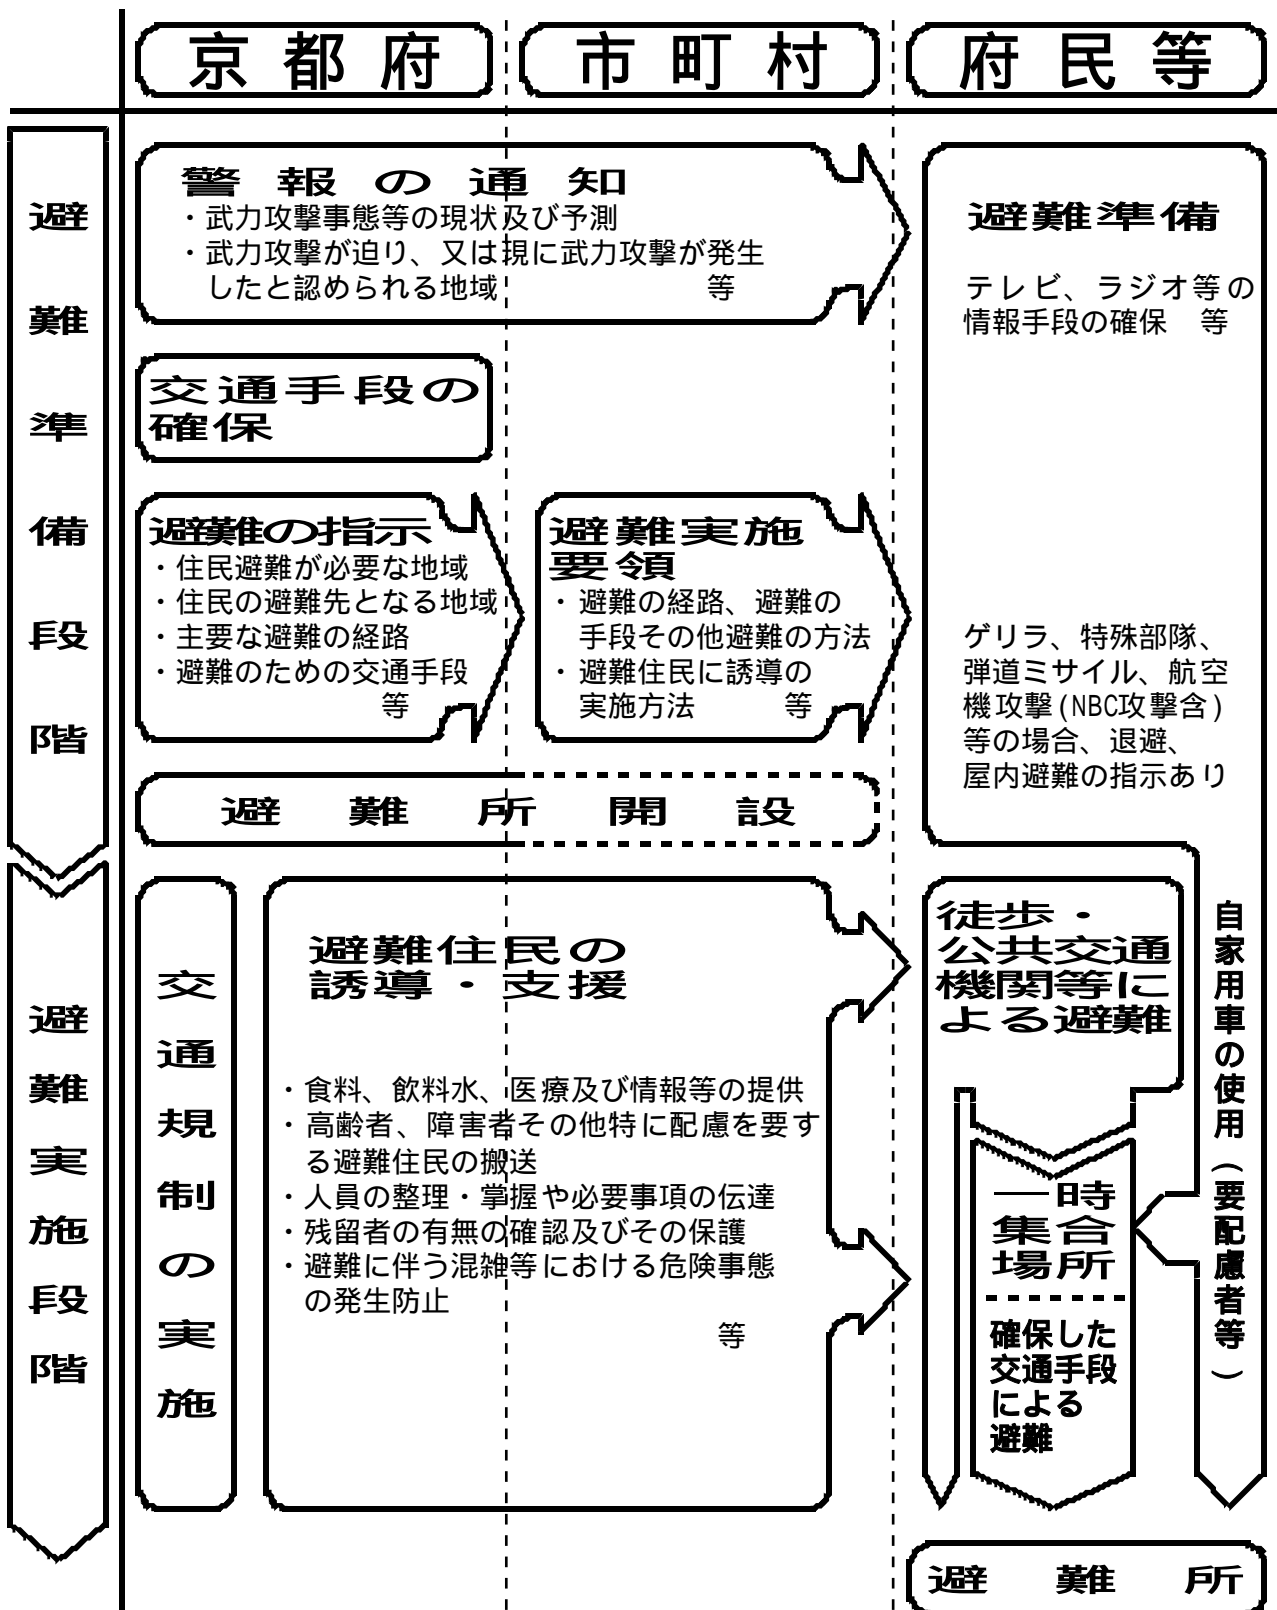 京都府
市町村
府民等
避難準備段階
警報の通知
・武力攻撃事態等の現状及び予測
・武力攻撃が迫り、又は現に武力攻撃が発生
したと認められる地域 等
避難準備
テレビ、ラジオ等の
情報手段の確保 等
交通手段の
確保
避難の指示
・住民避難が必要な地域
・住民の避難先となる地域
・主要な避難の経路
・避難のための交通手段
等
避難実施
要領
・避難の経路、避難の
手段その他避難の方法
・避難住民に誘導の
実施方法 等
ゲリラ、特殊部隊、
弾道ミサイル、航空
機攻撃(NBC攻撃含)
等の場合、退避、
屋内避難の指示あり
避難所開設
避難実施段階
交通規制の実施
避難住民の
誘導・支援
・食料、飲料水、医療及び情報等の提供
・高齢者、障害者その他特に配慮を要す
る避難住民の搬送
・人員の整理・掌握や必要事項の伝達
・残留者の有無の確認及びその保護
・避難に伴う混雑等における危険事態
の発生防止
等
徒歩・
公共交通
機関等に
よる避難
自家用車の使用（要配慮者等）
一時
集合
場所
確保した
交通手段
による
避難
避難所